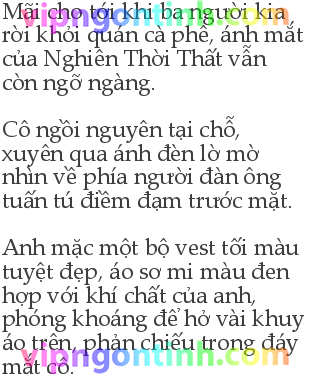 Mãi cho tới khi ba người kia
rời khỏi quán cà phê, ánh mắt
của Nghiên Thời Thất vẫn
còn ngỡ ngàng.
Cô ngồi nguyên tại chỗ,
xuyên qua ánh đèn lờ mờ
nhìn về phía người đàn ông
tuấn tú điềm đạm trước mặt.
Anh mặc một bộ vest tối màu
tuyệt đẹp, áo sơ mi màu đen
hợp với khí chất của anh,
phóng khoáng để hở vài khuy
áo trên, phản chiếu trong đáy
mắt cô.
vipngontinh.com
vipngontinh.com